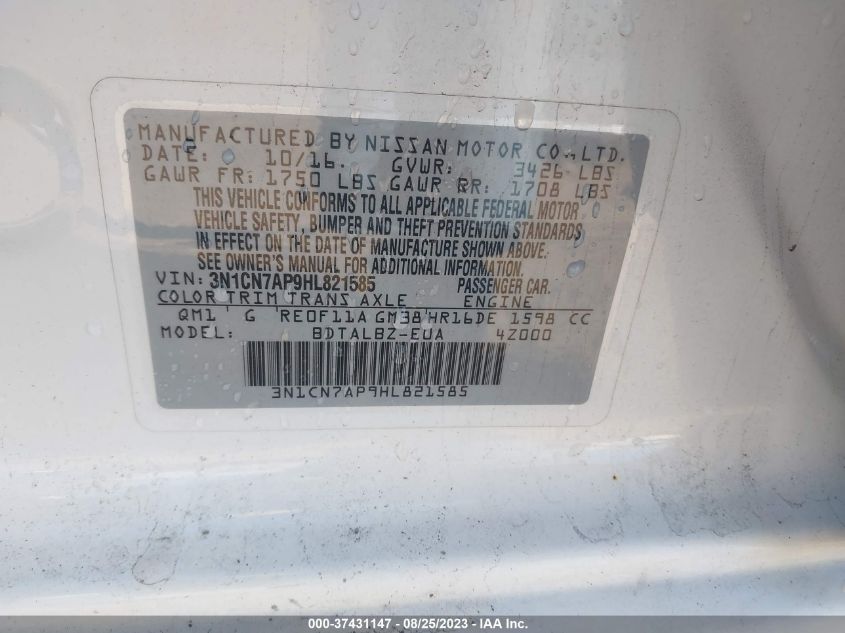 MANUFACTURED BY NISSAN MOTOR CO.,LTD.
DATE: 10/16. GVWR: 3426 LBS
GAWR FR: 1750 LBS GAWR RR: 1708 LBS
THIS VEHICLE CONFORMS TO ALL APPLICABLE FEDERAL MOTOR
VEHICLE SAFETY, BUMPER AND THEFT PREVENTION STANDARDS
IN EFFECT ON THE DATE OF MANUFACTURE SHOWN ABOVE.
SEE OWNER'S MANUAL FOR ADDITIONAL INFORMATION.
VIN: 3N1CN7AP9HL821585 PASSENGER CAR.
COLOR TRIM TRANS AXLE ENGINE
QM1 G RE0F11A GM38 HR16DE 1598 CC
MODEL: BDTALBZ-EUA 4Z000
3N1CN7AP9HL821585
000-37431147 - 08/25/2023 - IAA Inc.